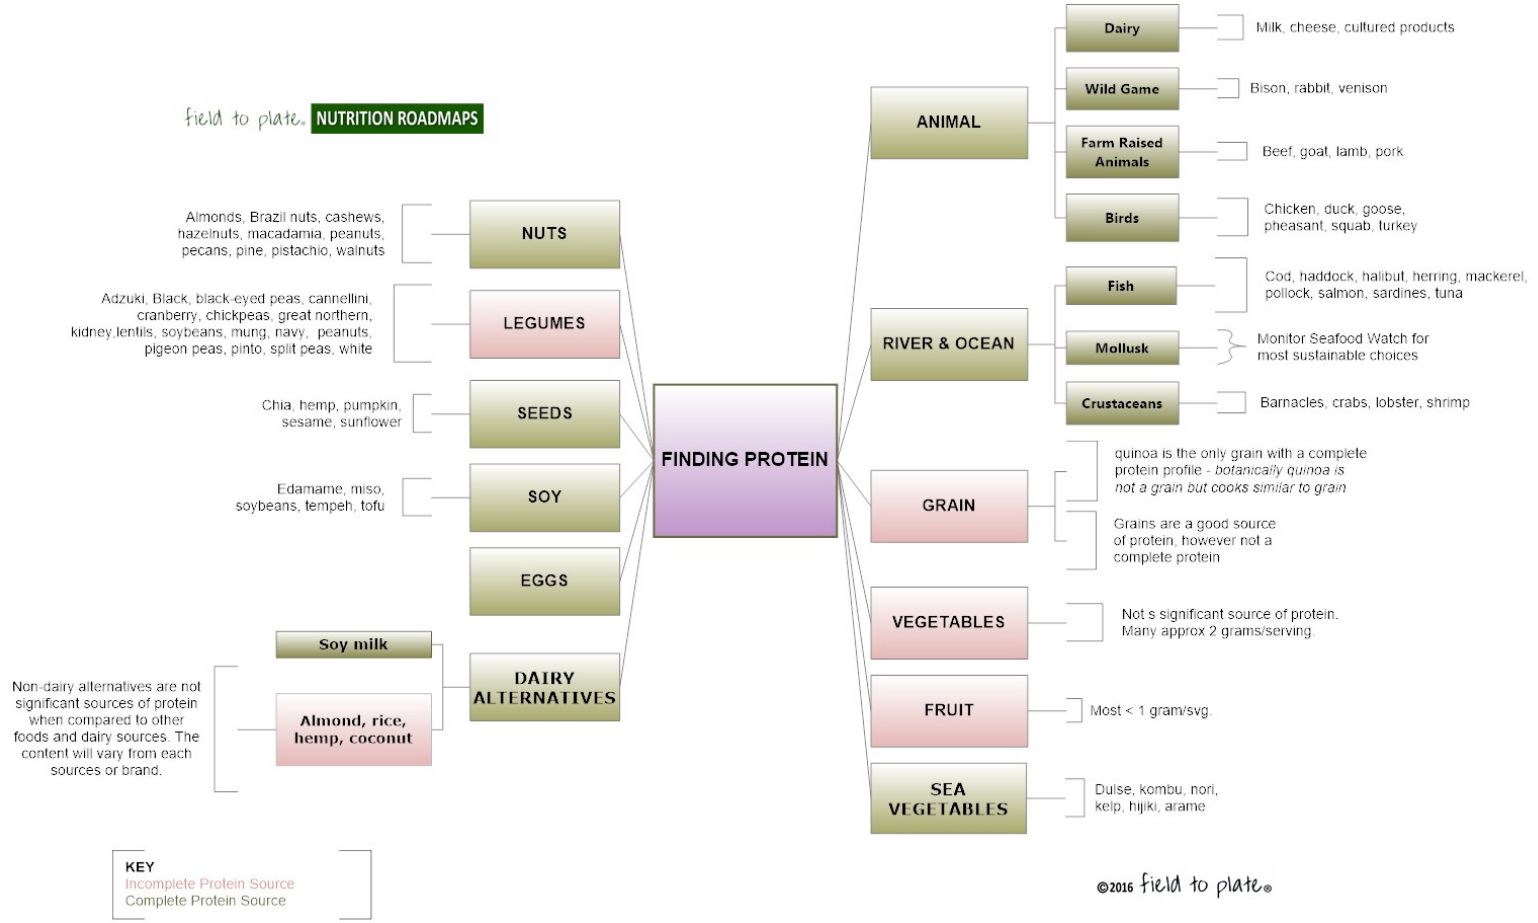 field to plate® NUTRITION ROADMAPS
NUTS
Almonds, Brazil nuts, cashews,
hazelnuts, macadamia, peanuts,
pecans, pine, pistachio, walnuts
LEGUMES
Adzuki, Black, black-eyed peas, cannellini,
cranberry, chickpeas, great northern,
kidney,lentils, soybeans, mung, navy, peanuts,
pigeon peas, pinto, split peas, white
SEEDS
Chia, hemp, pumpkin,
sesame, sunflower
SOY
Edamame, miso,
soybeans, tempeh, tofu
EGGS
DAIRY
ALTERNATIVES
Soy milk
Almond, rice,
hemp, coconut
Non-dairy alternatives are not
significant sources of protein
when compared to other
foods and dairy sources. The
content will vary from each
sources or brand.
FINDING PROTEIN
ANIMAL
Dairy
Milk, cheese, cultured products
Wild Game
Bison, rabbit, venison
Farm Raised
Animals
Beef, goat, lamb, pork
Birds
Chicken, duck, goose,
pheasant, squab, turkey
RIVER & OCEAN
Fish
Cod, haddock, halibut, herring, mackerel,
pollock, salmon, sardines, tuna
Mollusk
Monitor Seafood Watch for
most sustainable choices
Crustaceans
Barnacles, crabs, lobster, shrimp
GRAIN
quinoa is the only grain with a complete
protein profile - botanically quinoa is
not a grain but cooks similar to grain
Grains are a good source
of protein, however not a
complete protein
VEGETABLES
Not s significant source of protein.
Many approx 2 grams/serving.
FRUIT
Most < 1 gram/svg.
SEA
VEGETABLES
Dulse, kombu, nori,
kelp, hijiki, arame
KEY
Incomplete Protein Source
Complete Protein Source
©2016 field to plate®